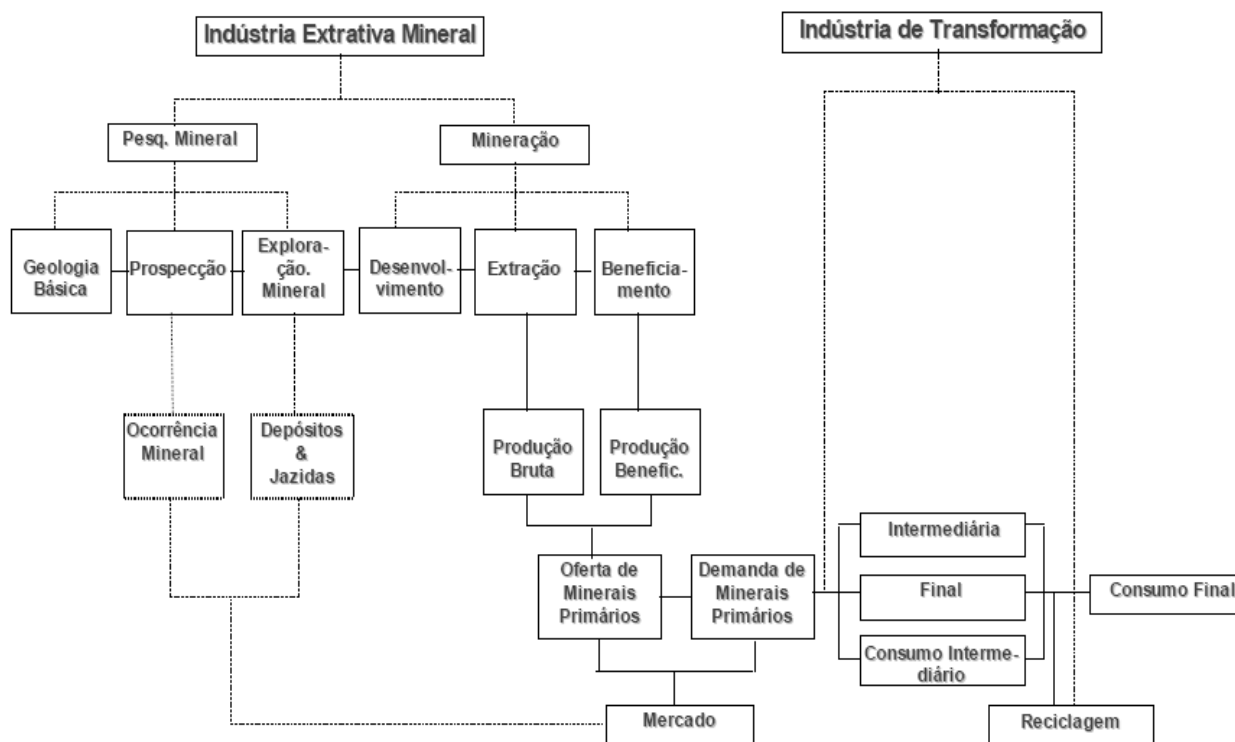 Indústria Extrativa Mineral
Indústria de Transformação
Pesq. Mineral
Mineração
Geologia
Básica
Prospecção
Explora-
ção.
Mineral
Desenvol-
vimento
Extração
Beneficia-
mento
Ocorrência
Mineral
Depósitos
&
Jazidas
Produção
Bruta
Produção
Benefic.
Oferta de
Minerais
Primários
Demanda de
Minerais
Primários
Intermediária
Final
Consumo Interme-
diário
Consumo Final
Mercado
Reciclagem